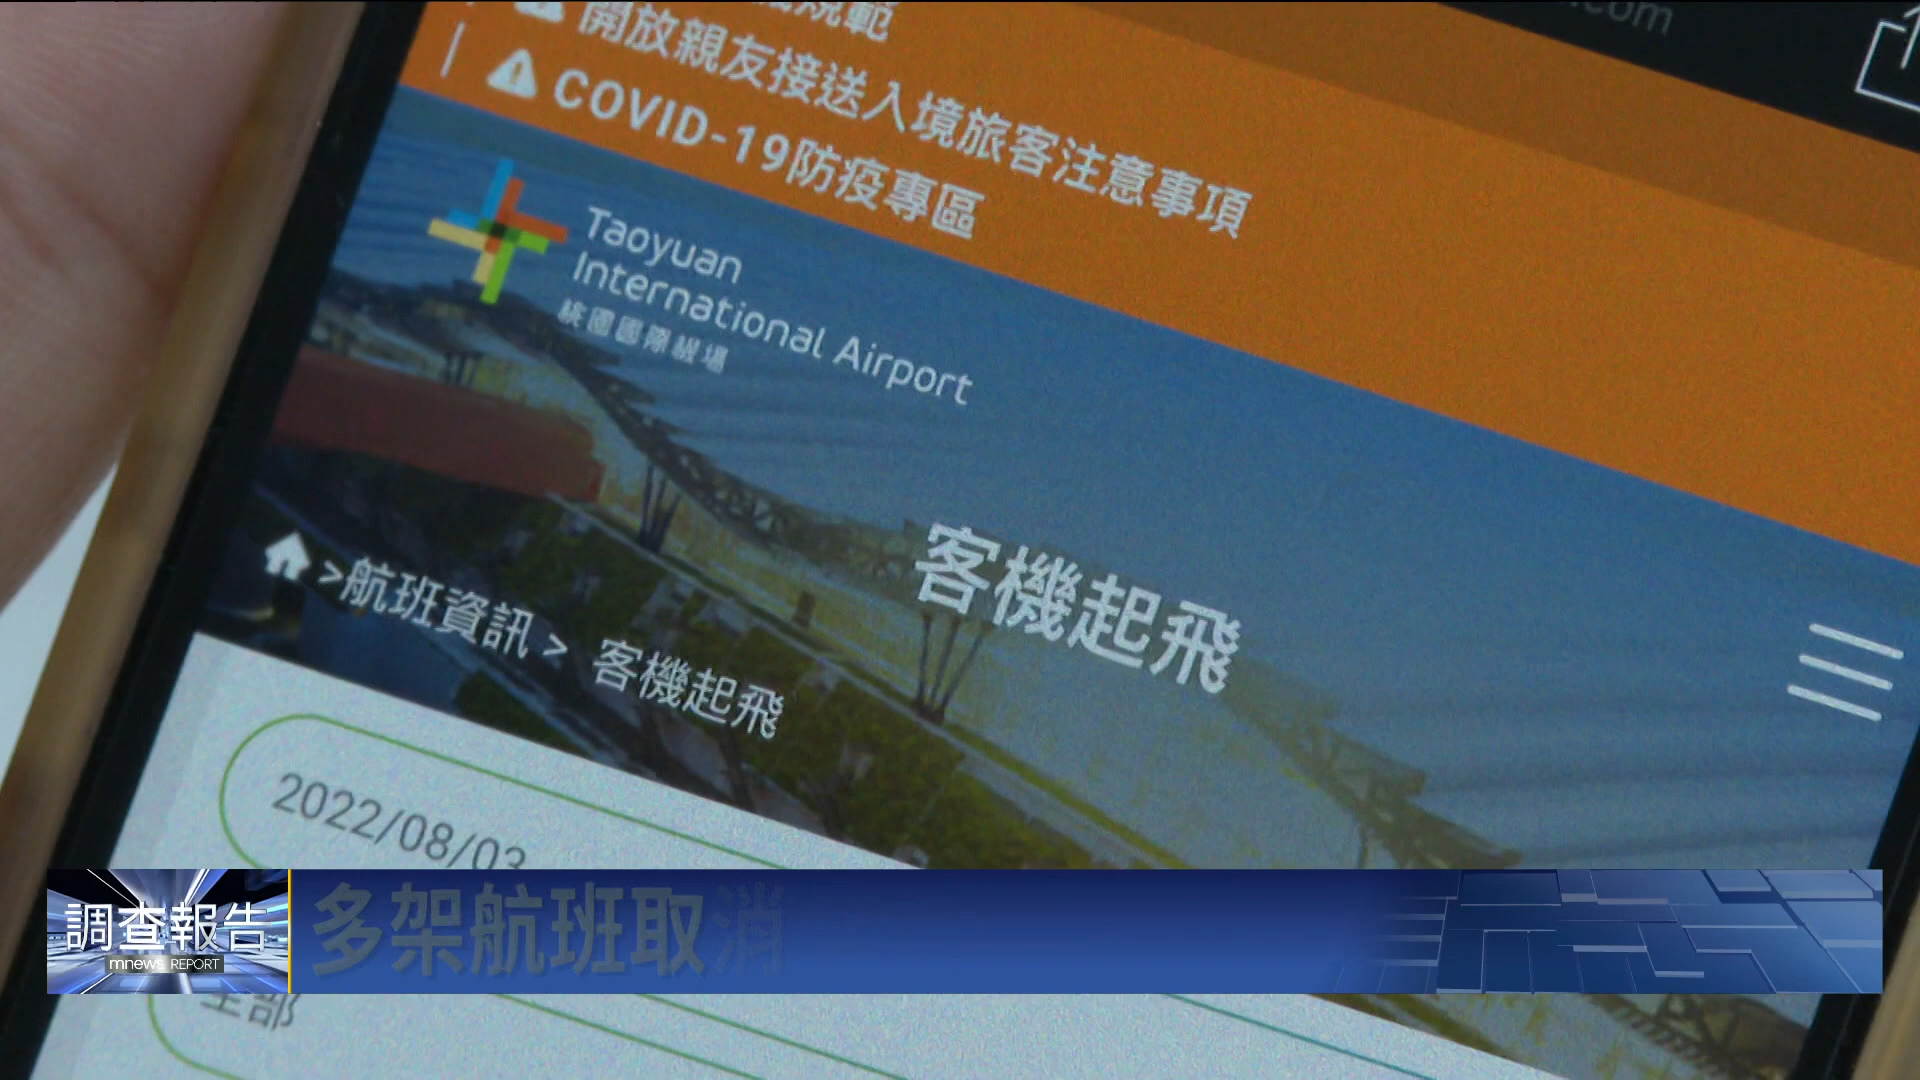 規範
開放親友接送入境旅客注意事項
COVID-19防疫專區
Taoyuan
International Airport
桃園國際機場
客機起飛
>航班資訊 > 客機起飛
2022/08/03
多架航班取消
調查報告
mnews REPORT
全部